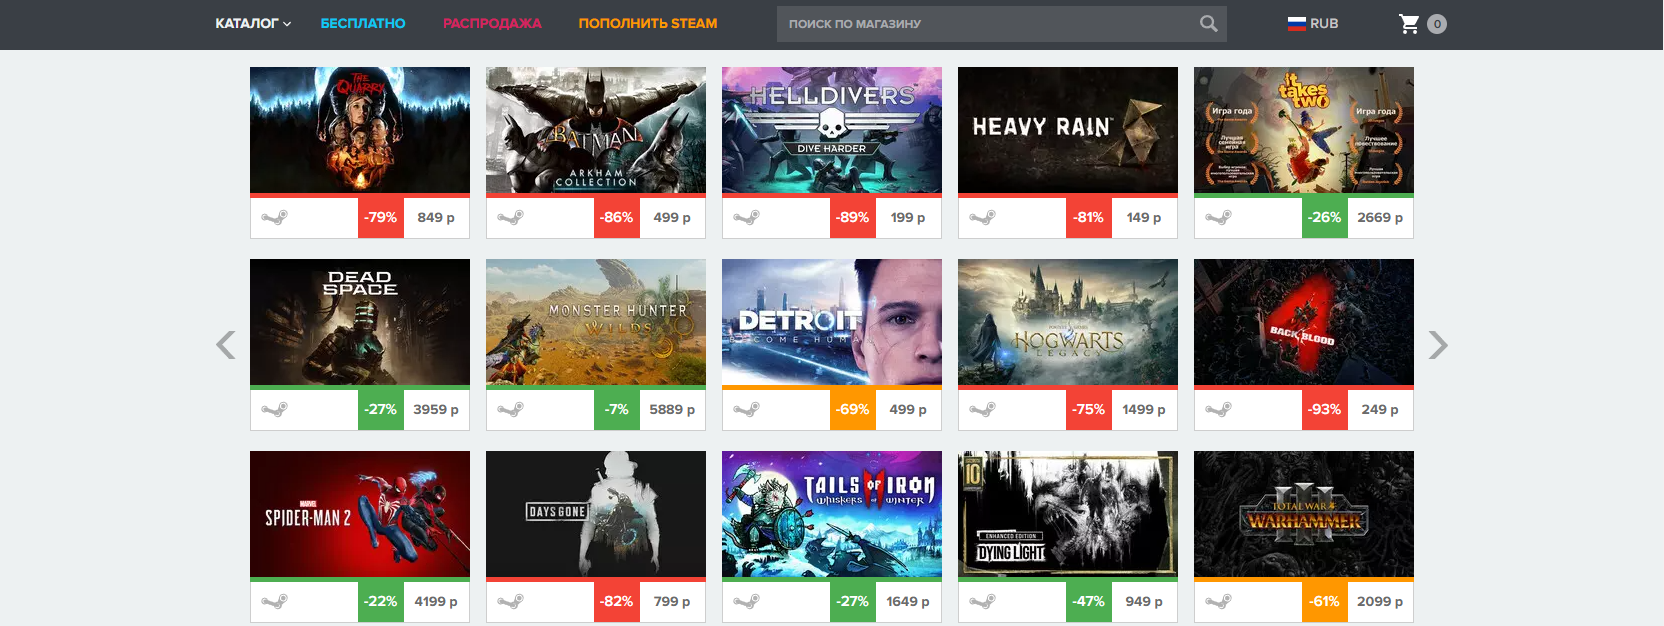 КАТАЛОГ БЕСПЛАТНО РАСПРОДАЖА ПОПОЛНИТЬ STEAM ПОИСК ПО МАГАЗИНУ RUB 0
THE
QUARRY
BATMAN
ARKHAM
COLLECTION
HELLDIVERS
DIVE HARDER
HEAVY RAIN
it
takes
two
Игра года
Игра года
Лучшая
семейная
игра
Лучшее
повествование
-79% 849 р
-86% 499 р
-89% 199 р
-81% 149 р
-26% 2669 р
DEAD
SPACE
MONSTER HUNTER
WILDS
DETROIT
BECOME HUMA
HOGWARTS
LEGACY
4
BACK BLOOD
-27% 3959 р
-7% 5889 р
-69% 499 р
-75% 1499 р
-93% 249 р
MARVEL
SPIDER-MAN 2
DAYS GONE
TAILS OF IRON
WHISKERS OF WINTER
10
ENHANCED EDITION
DYING LIGHT
III
TOTAL WAR
WARHAMMER
-22% 4199 р
-82% 799 р
-27% 1649 р
-47% 949 р
-61% 2099 р